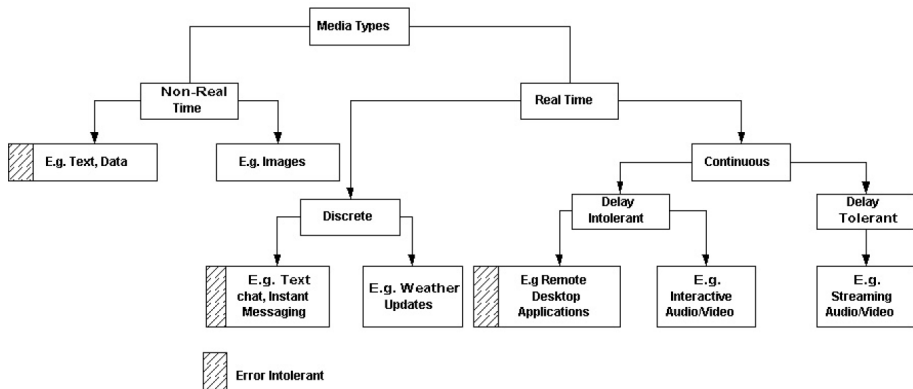 Media Types
Non-Real
Time
Real Time
E.g. Text, Data
E.g. Images
Continuous
Discrete
Delay
Intolerant
Delay
Tolerant
E.g. Text
chat, Instant
Messaging
E.g. Weather
Updates
E.g Remote
Desktop
Applications
E.g.
Interactive
Audio/Video
E.g.
Streaming
Audio/Video
Error Intolerant